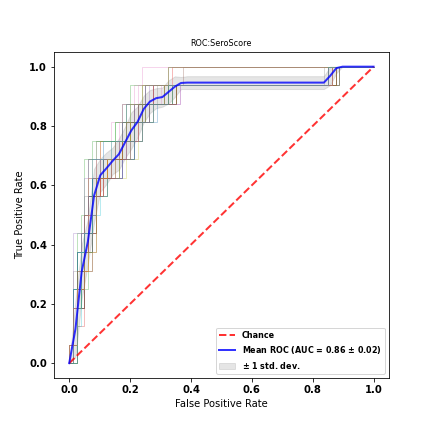 ROC:SeroScore
True Positive Rate
1.0
0.8
0.6
0.4
0.2
0.0
Chance
Mean ROC (AUC = 0.86 ± 0.02)
± 1 std. dev.
0.0 0.2 0.4 0.6 0.8 1.0
False Positive Rate